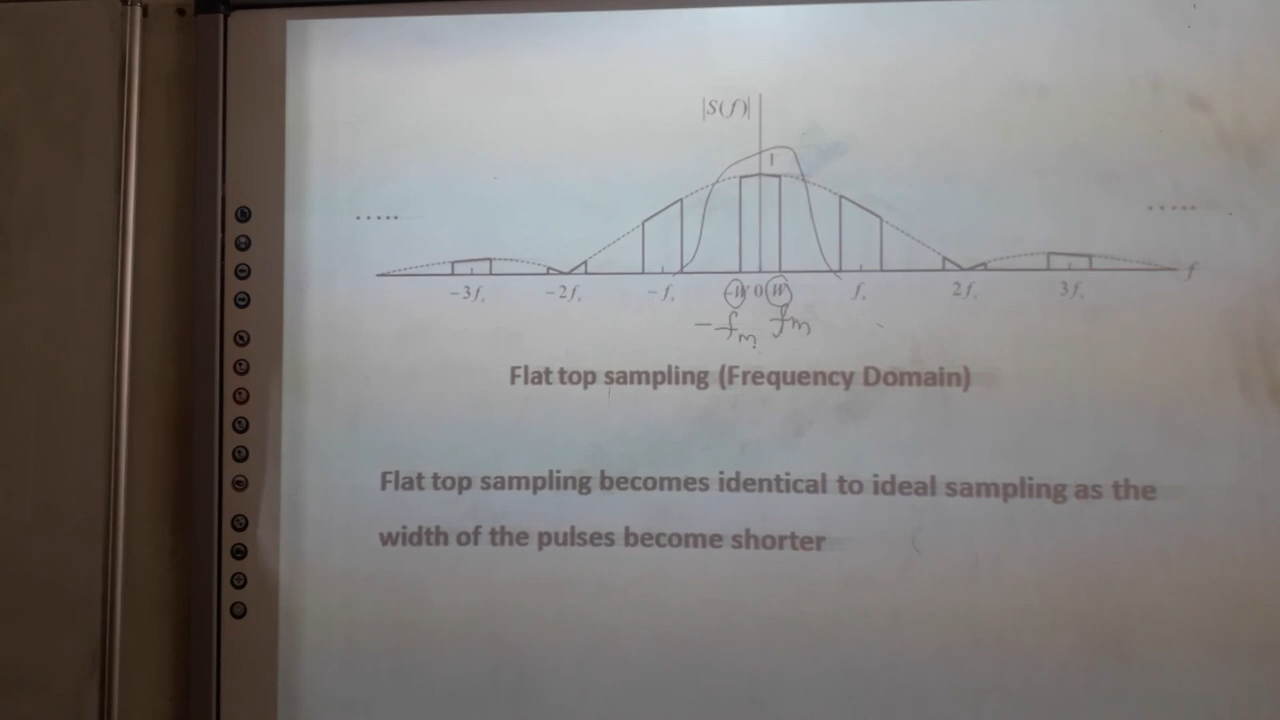 |S(f)|
1
.....
.....
f
−3fₛ −2fₛ −fₛ −W 0 W fₛ 2fₛ 3fₛ
−fm fm
Flat top sampling (Frequency Domain)
Flat top sampling becomes identical to ideal sampling as the
width of the pulses become shorter